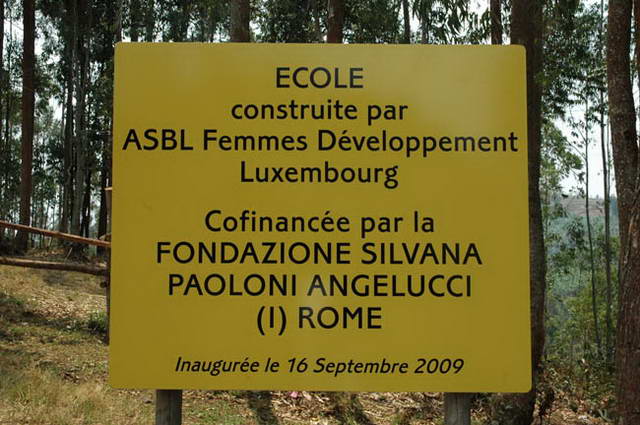 ECOLE
construite par
ASBL Femmes Développement
Luxembourg
Cofinancée par la
FONDAZIONE SILVANA
PAOLONI ANGELUCCI
(I) ROME
Inaugurée le 16 Septembre 2009